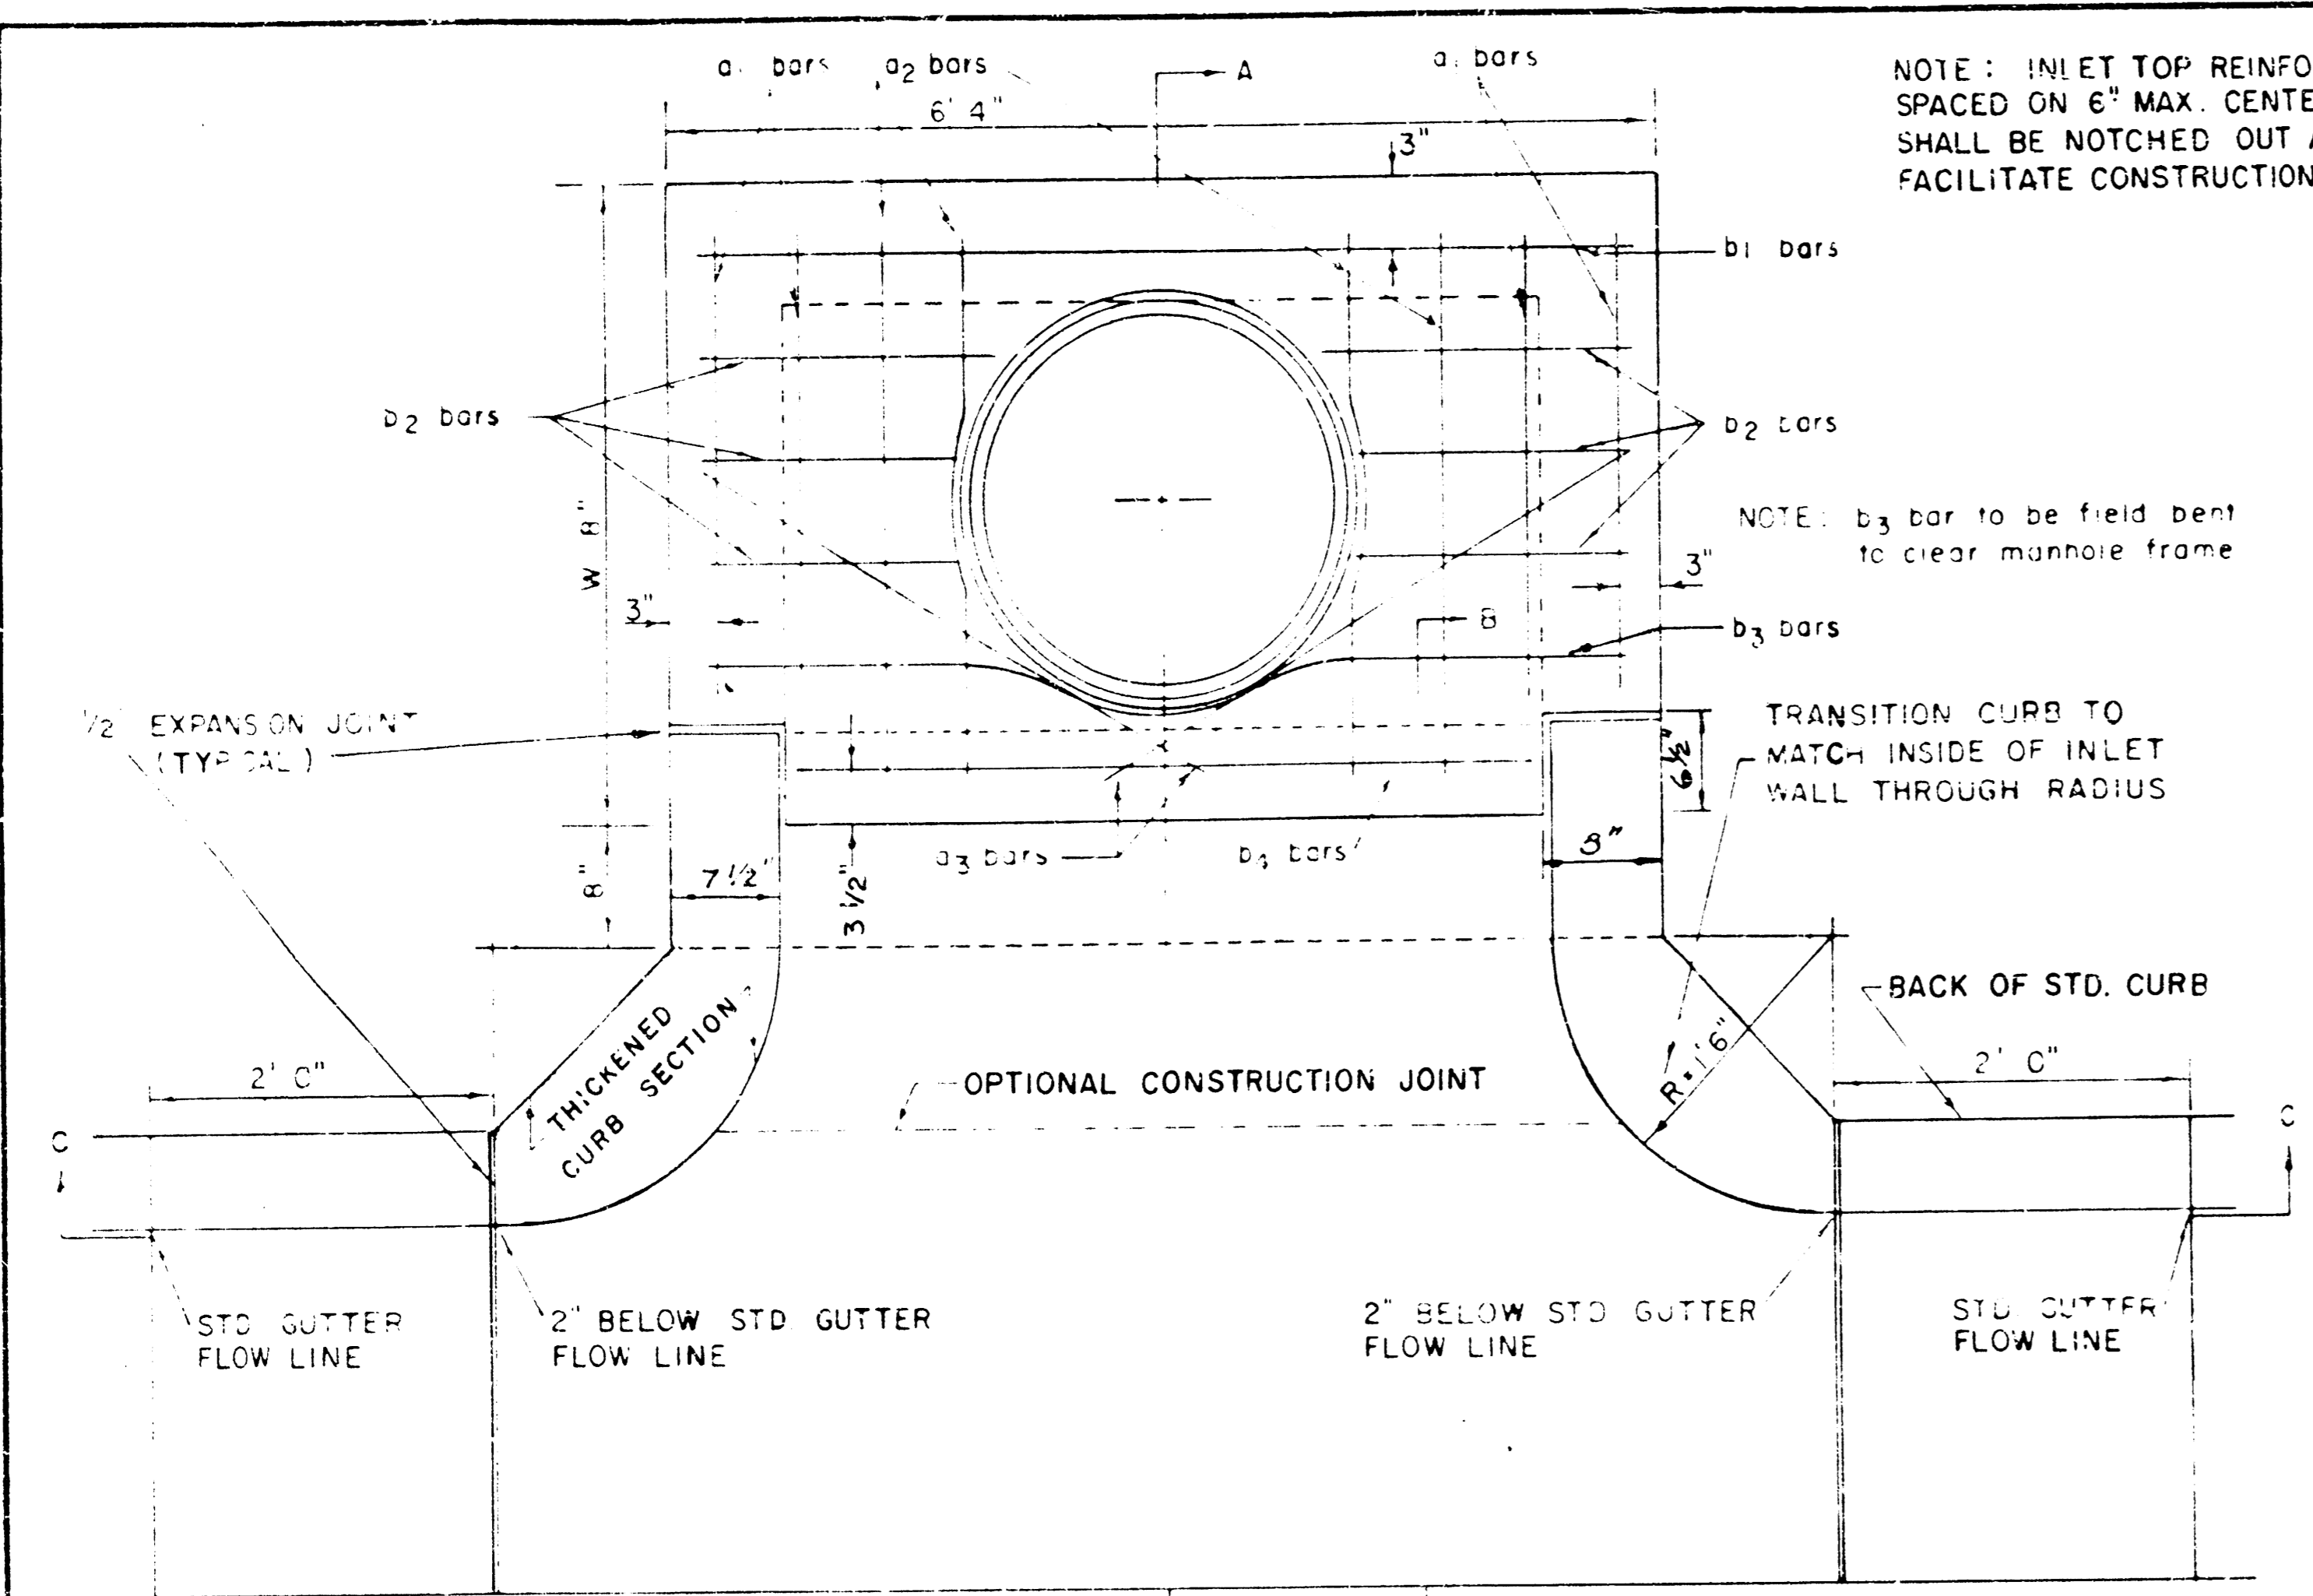 a₁ bars a₂ bars a₁ bars
A
6' 4"
3"
NOTE: INLET TOP REINFO
SPACED ON 6" MAX. CENTE
SHALL BE NOTCHED OUT
FACILITATE CONSTRUCTION
b₁ bars
b₂ bars
b₂ bars
W 8"
NOTE: b₃ bar to be field bent
to clear manhole frame
3"
3"
B
b₃ bars
1/2" EXPANSION JOINT
(TYPICAL)
TRANSITION CURB TO
MATCH INSIDE OF INLET
WALL THROUGH RADIUS
6½"
a₃ bars
b₄ bars
8"
8"
7½"
3 1/2"
BACK OF STD. CURB
THICKENED
CURB SECTION
R=1'6"
2' 0"
2' 0"
OPTIONAL CONSTRUCTION JOINT
C
C
STD GUTTER
FLOW LINE
2" BELOW STD GUTTER
FLOW LINE
2" BELOW STD GUTTER
FLOW LINE
STD. GUTTER
FLOW LINE